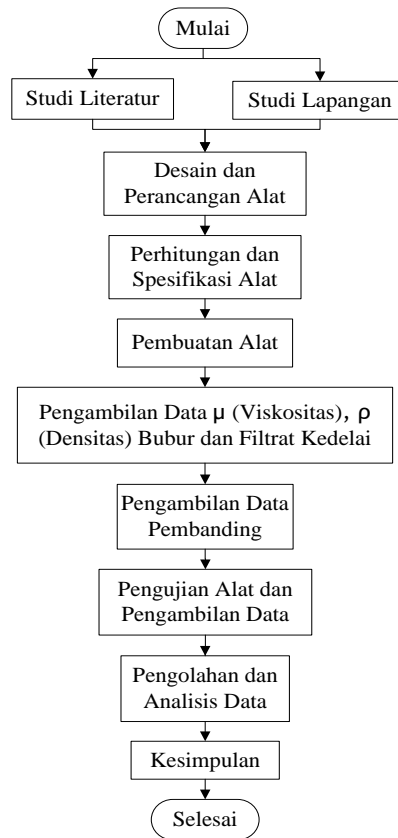 Mulai
Studi Literatur
Studi Lapangan
Desain dan
Perancangan Alat
Perhitungan dan
Spesifikasi Alat
Pembuatan Alat
Pengambilan Data μ (Viskositas), ρ
(Densitas) Bubur dan Filtrat Kedelai
Pengambilan Data
Pembanding
Pengujian Alat dan
Pengambilan Data
Pengolahan dan
Analisis Data
Kesimpulan
Selesai